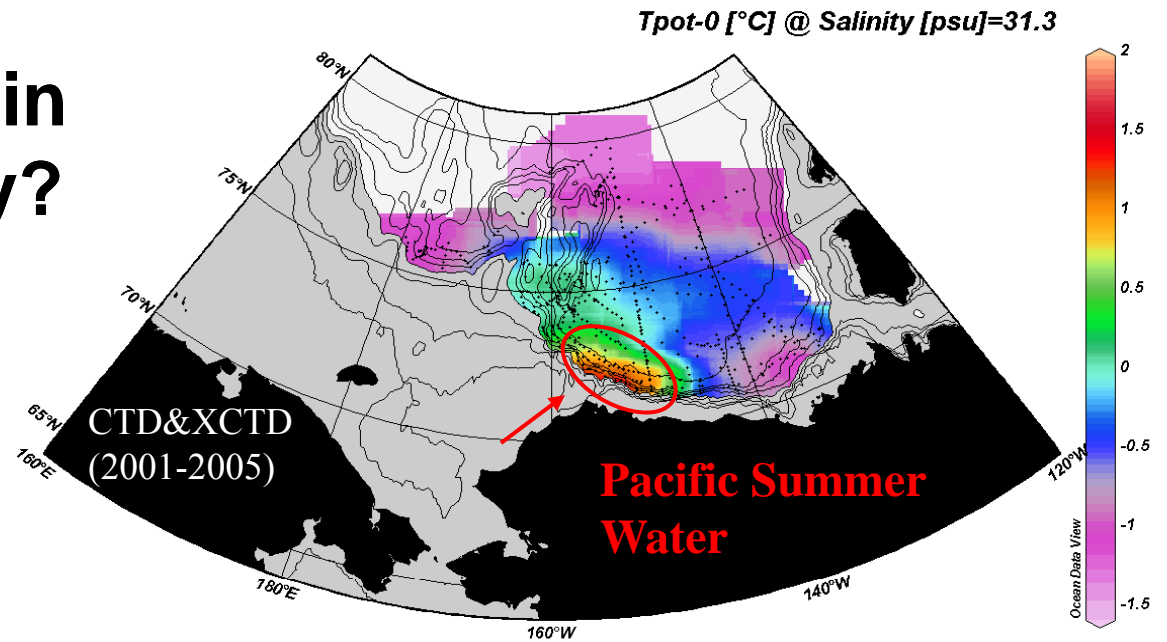 Tpot-0 [°C] @ Salinity [psu]=31.3
in
y?
80°N
75°N
70°N
65°N
160°E
180°E
160°W
140°W
120°W
CTD&XCTD
(2001-2005)
Pacific Summer
Water
2
1.5
1
0.5
0
-0.5
-1
-1.5
Ocean Data View